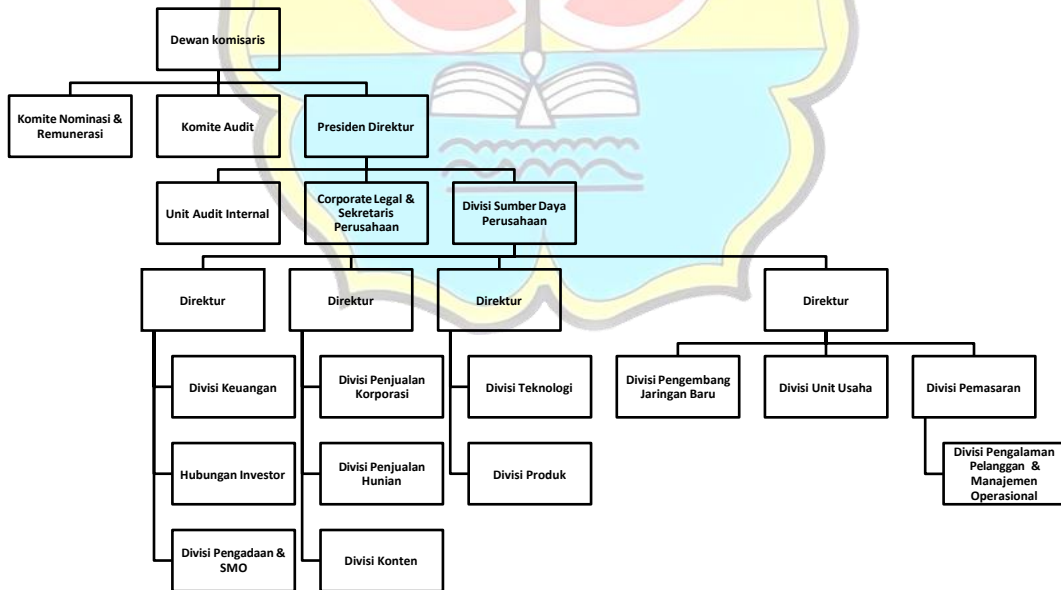 Dewan komisaris
Komite Nominasi &
Remunerasi
Komite Audit
Presiden Direktur
Unit Audit Internal
Corporate Legal &
Sekretaris
Perusahaan
Divisi Sumber Daya
Perusahaan
Direktur
Direktur
Direktur
Direktur
Divisi Keuangan
Divisi Penjualan
Korporasi
Divisi Teknologi
Divisi Pengembang
Jaringan Baru
Divisi Unit Usaha
Divisi Pemasaran
Hubungan Investor
Divisi Penjualan
Hunian
Divisi Produk
Divisi Pengalaman
Pelanggan &
Manajemen
Operasional
Divisi Pengadaan &
SMO
Divisi Konten